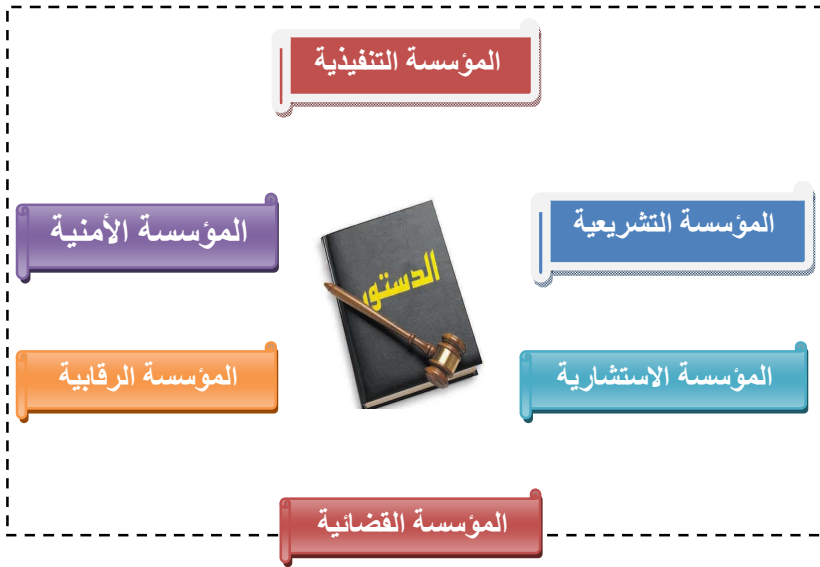 المؤسسة التنفيذية
المؤسسة التشريعية
المؤسسة الأمنية
الدستور
المؤسسة الاستشارية
المؤسسة الرقابية
المؤسسة القضائية